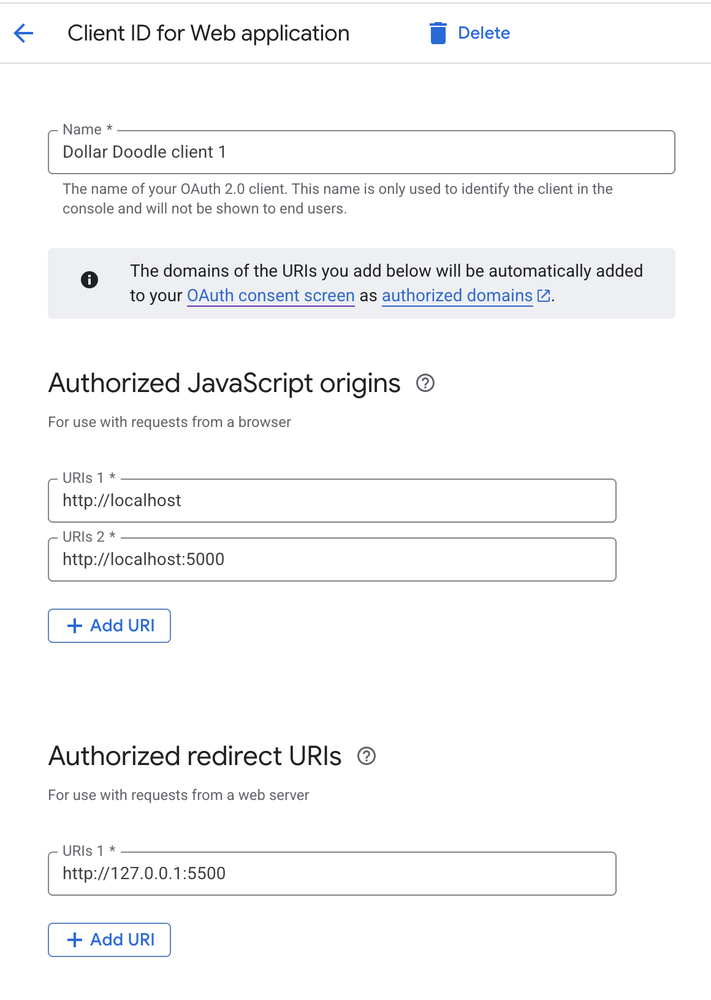 Client ID for Web application
Delete
Name *
Dollar Doodle client 1
The name of your OAuth 2.0 client. This name is only used to identify the client in the
console and will not be shown to end users.
The domains of the URIs you add below will be automatically added
to your OAuth consent screen as authorized domains.
Authorized JavaScript origins
For use with requests from a browser
URIs 1 *
http://localhost
URIs 2 *
http://localhost:5000
+ Add URI
Authorized redirect URIs
For use with requests from a web server
URIs 1 *
http://127.0.0.1:5500
+ Add URI